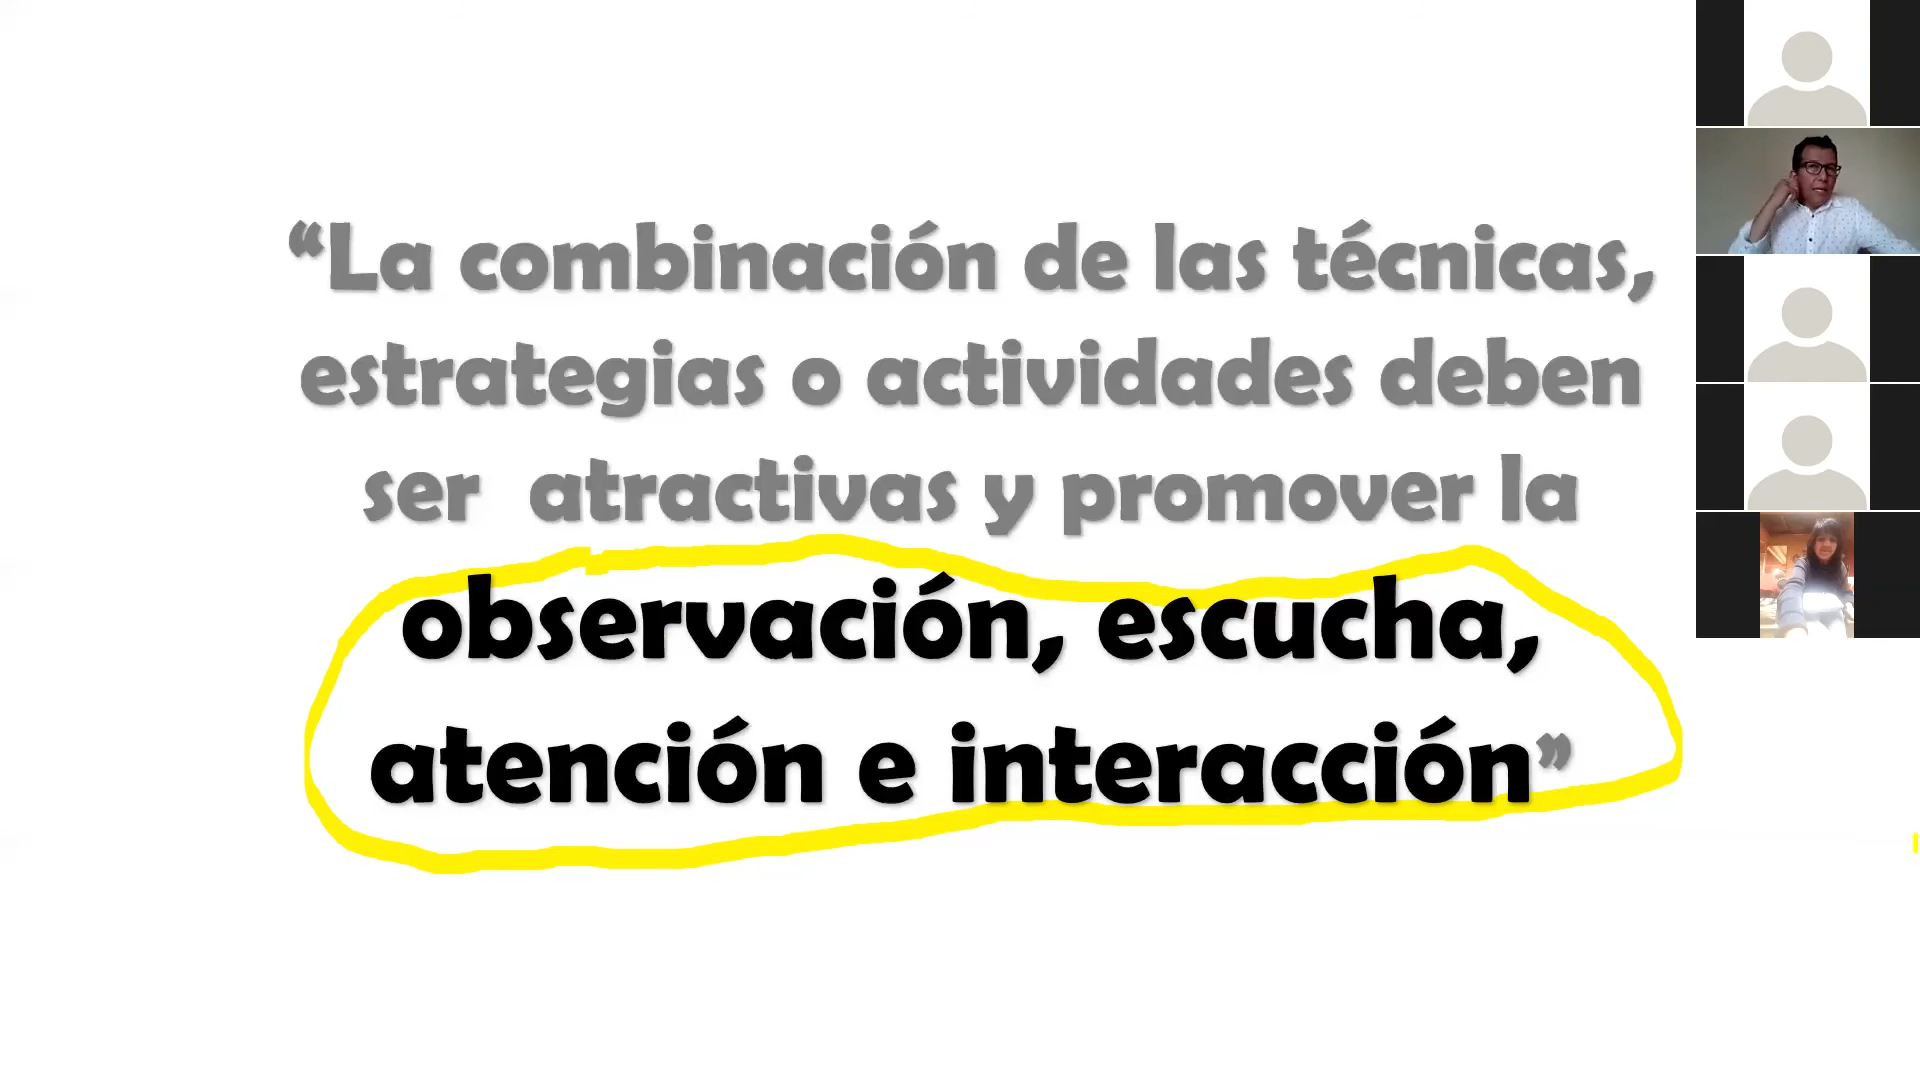 “La combinación de las técnicas,
estrategias o actividades deben
ser atractivas y promover la
observación, escucha,
atención e interacción”